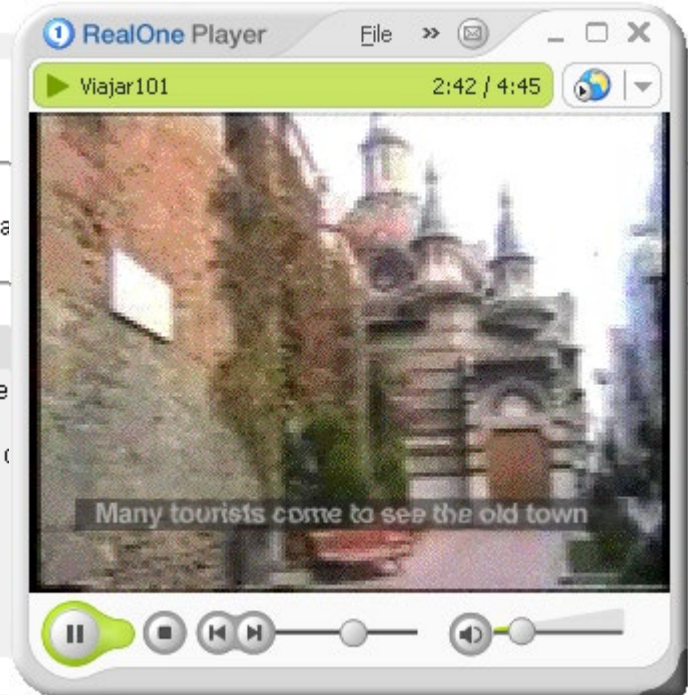 RealOne Player
File
Viajar101
2:42 / 4:45
Many tourists come to see the old town